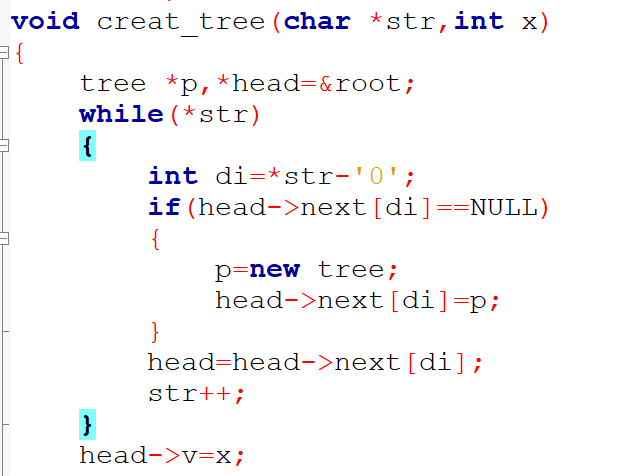 void creat_tree(char *str,int x)
{
    tree *p,*head=&root;
    while(*str)
    {
        int di=*str-'0';
        if(head->next[di]==NULL)
        {
            p=new tree;
            head->next[di]=p;
        }
        head=head->next[di];
        str++;
    }
    head->v=x;